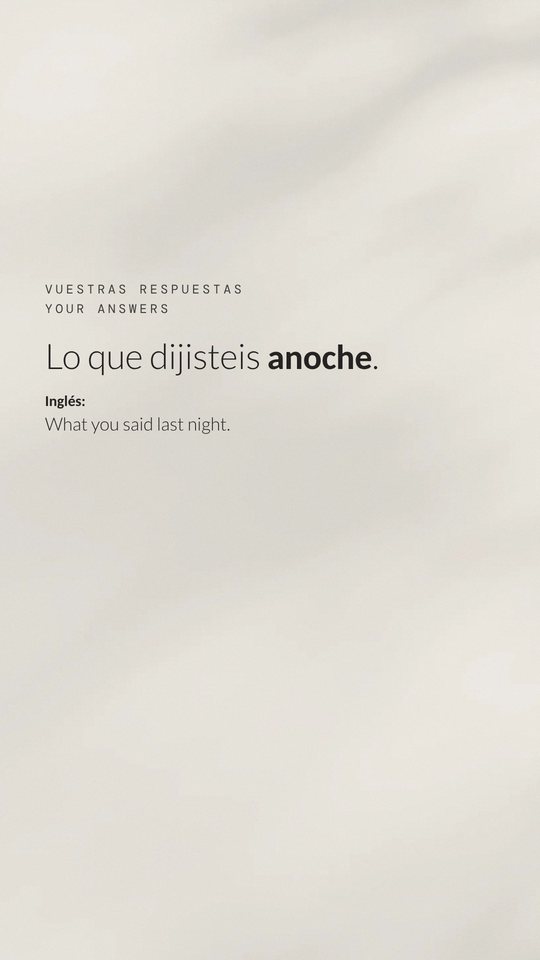 VUESTRAS RESPUESTAS
YOUR ANSWERS
Lo que dijisteis anoche.
Inglés:
What you said last night.